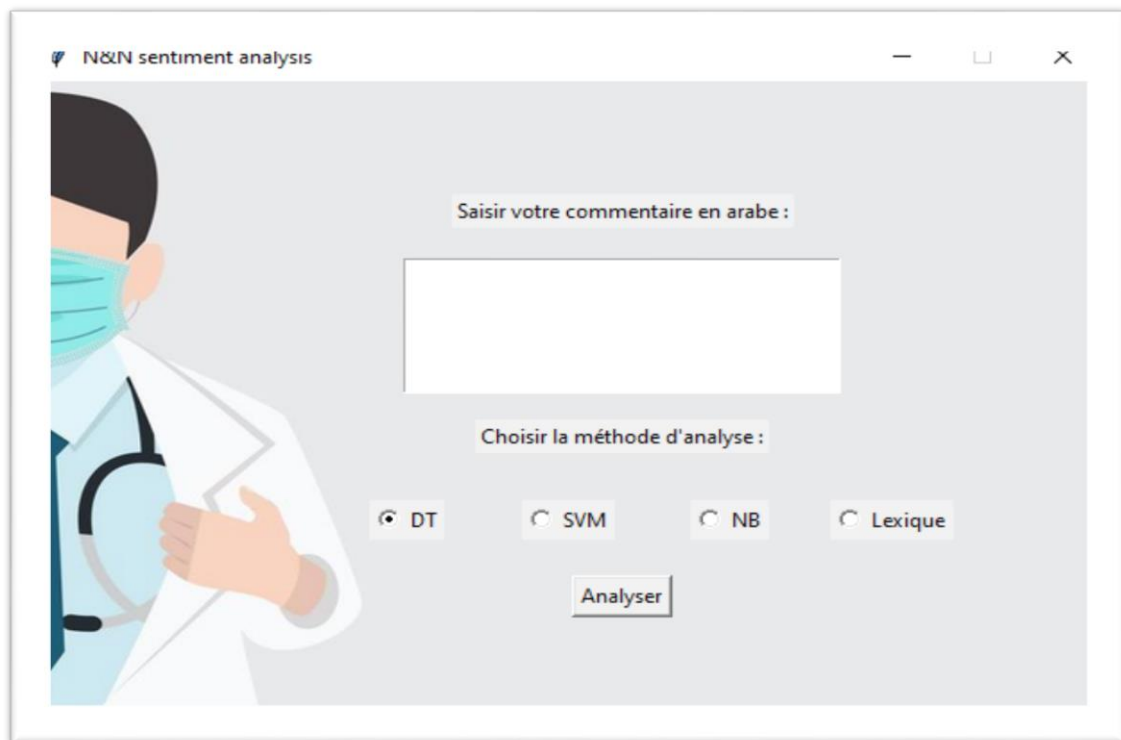 N&N sentiment analysis
Saisir votre commentaire en arabe :
Choisir la méthode d'analyse :
DT SVM NB Lexique
Analyser